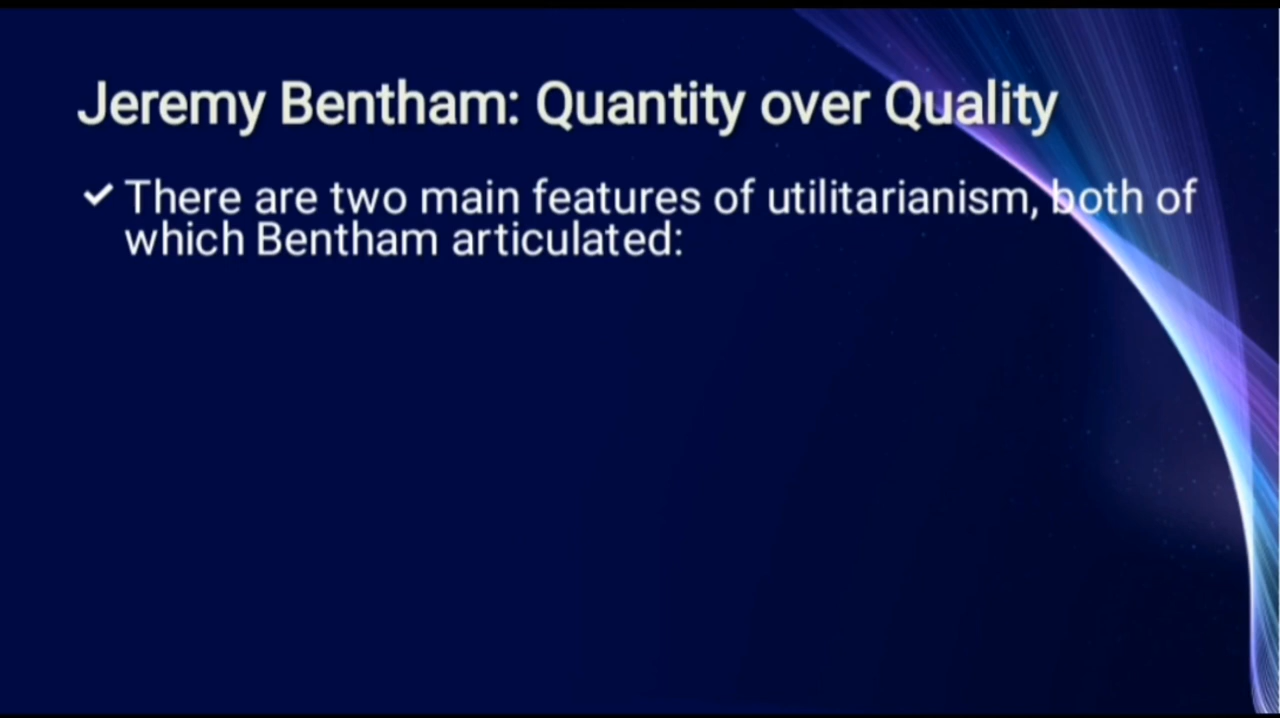 Jeremy Bentham: Quantity over Quality
✓ There are two main features of utilitarianism, both of
which Bentham articulated: